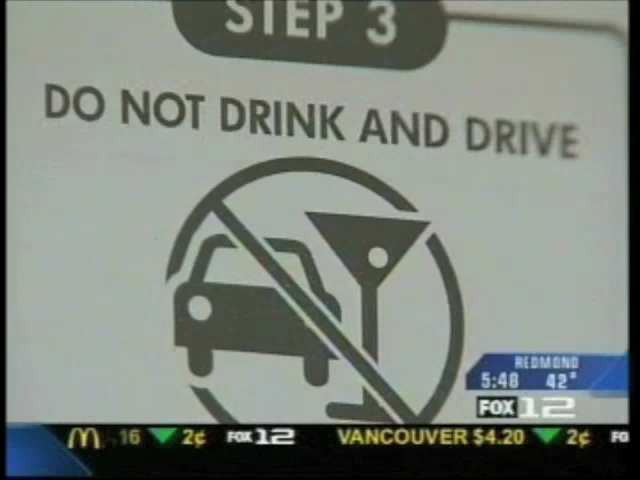 STEP 3
DO NOT DRINK AND DRIVE
REDMOND
5:48 42°
FOX 12
M .16 2¢ FOX 12 VANCOUVER $4.20 2¢ FO